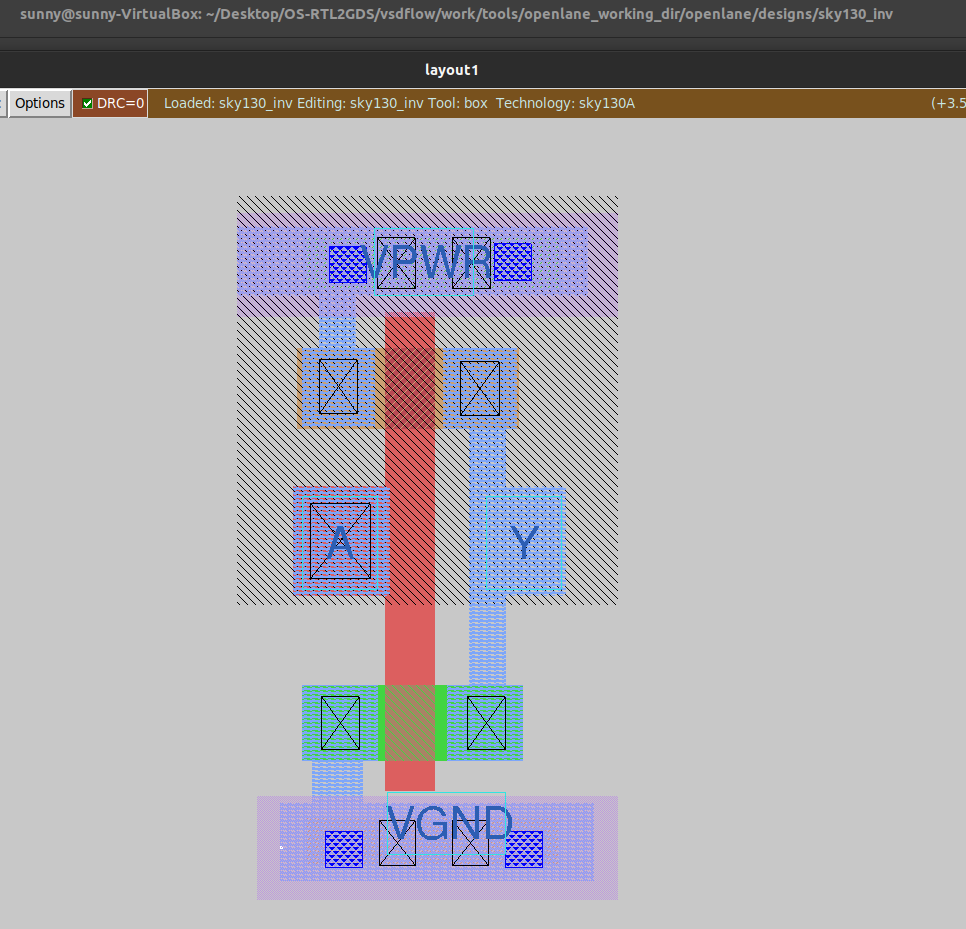 sunny@sunny-VirtualBox: ~/Desktop/OS-RTL2GDS/vsdflow/work/tools/openlane_working_dir/openlane/designs/sky130_inv
layout1
Options DRC=0 Loaded: sky130_inv Editing: sky130_inv Tool: box Technology: sky130A (+3.5
VPWR
A Y
VGND